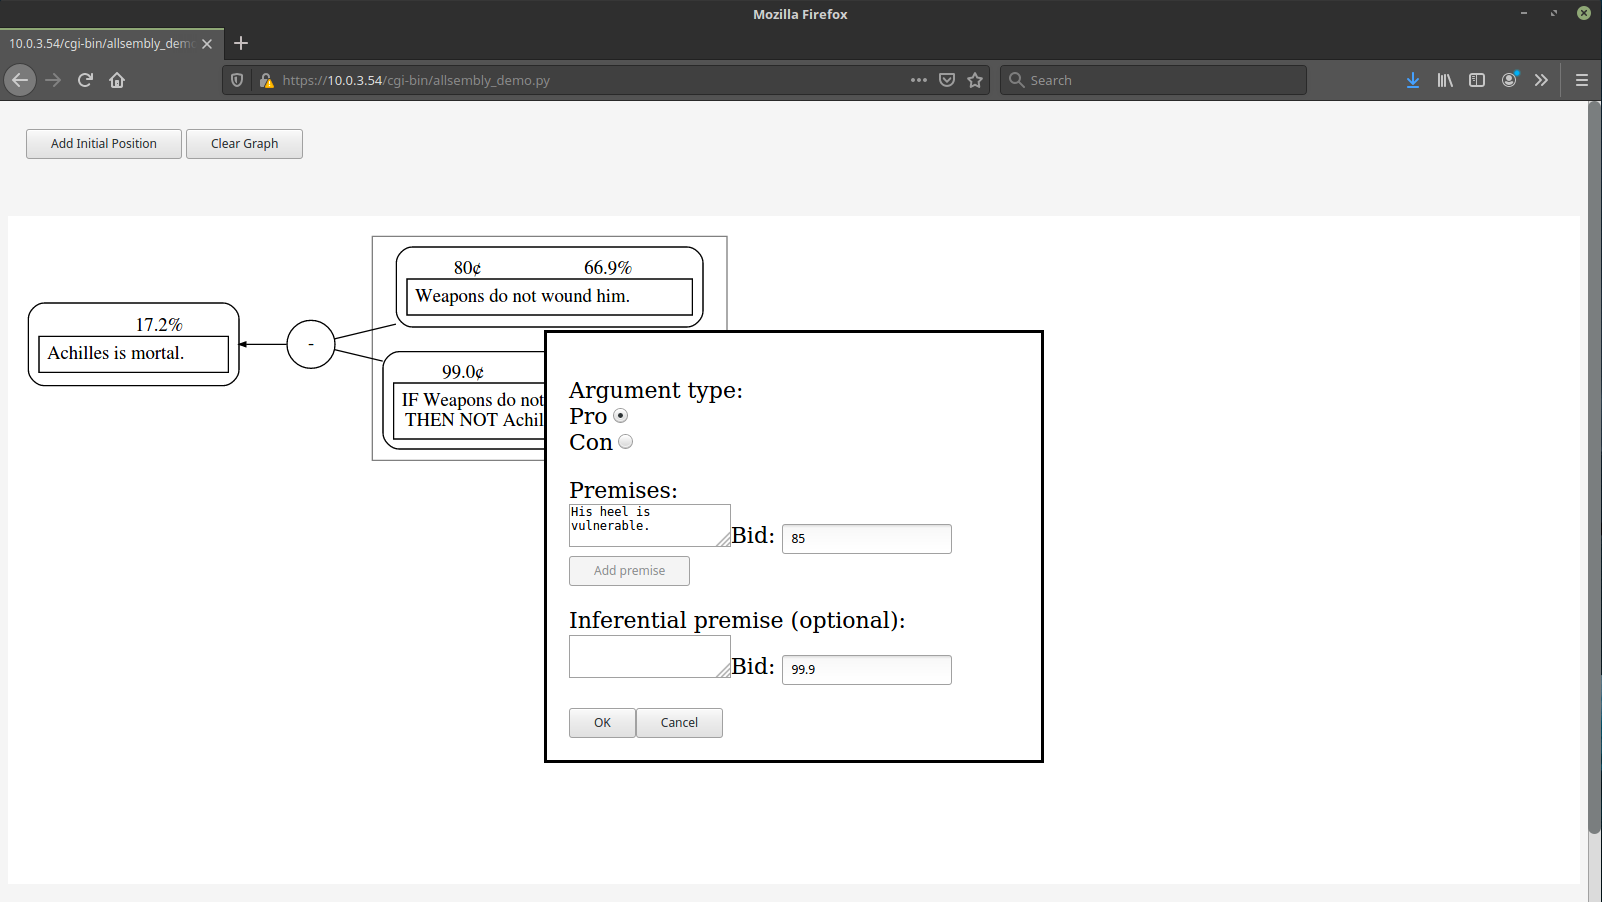 Mozilla Firefox
10.0.3.54/cgi-bin/allsembly_dem
https://10.0.3.54/cgi-bin/allsembly_demo.py
Search
Add Initial Position
Clear Graph
80¢ 66.9%
Weapons do not wound him.
17.2%
Achilles is mortal.
-
99.0¢
IF Weapons do not
THEN NOT Achil
Argument type:
Pro
Con
Premises:
His heel is
vulnerable.
Bid: 85
Add premise
Inferential premise (optional):
Bid: 99.9
OK
Cancel